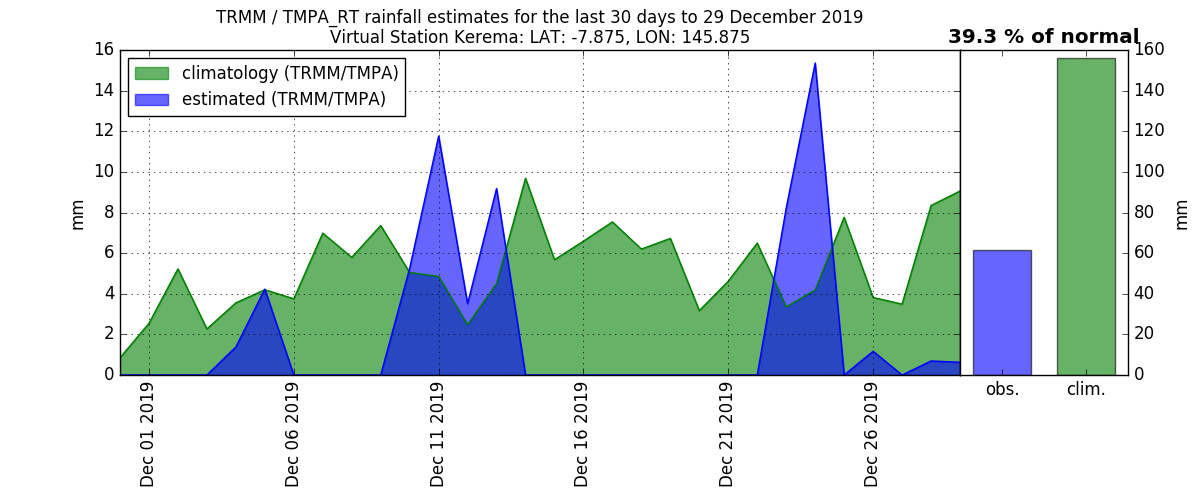 TRMM / TMPA_RT rainfall estimates for the last 30 days to 29 December 2019
Virtual Station Kerema: LAT: -7.875, LON: 145.875
39.3 % of normal
climatology (TRMM/TMPA)
estimated (TRMM/TMPA)
16
14
12
10
8
6
4
2
0
mm
Dec 01 2019
Dec 06 2019
Dec 11 2019
Dec 16 2019
Dec 21 2019
Dec 26 2019
obs.
clim.
160
140
120
100
80
60
40
20
0
mm